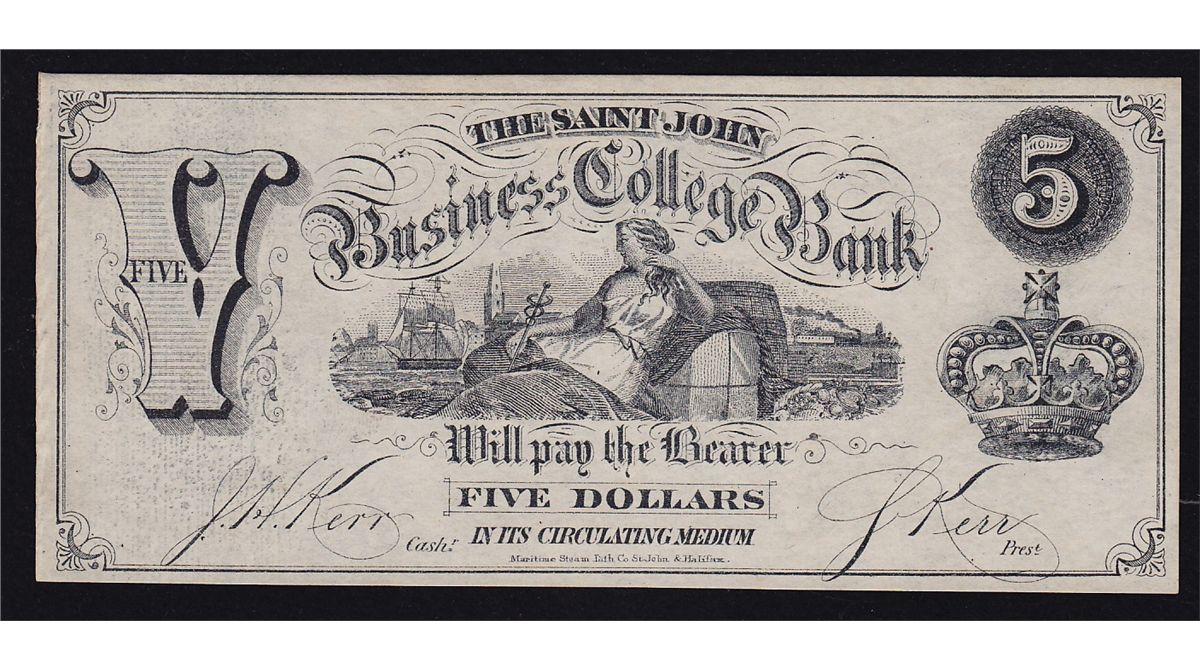 THE SAINT JOHN
Business College Bank
5
FIVE
Will pay the Bearer
FIVE DOLLARS
IN ITS CIRCULATING MEDIUM
J. H. Kerr
Cashr
S Kerr
Prest
Maritime Steam Lith Co St. John & Halifax.